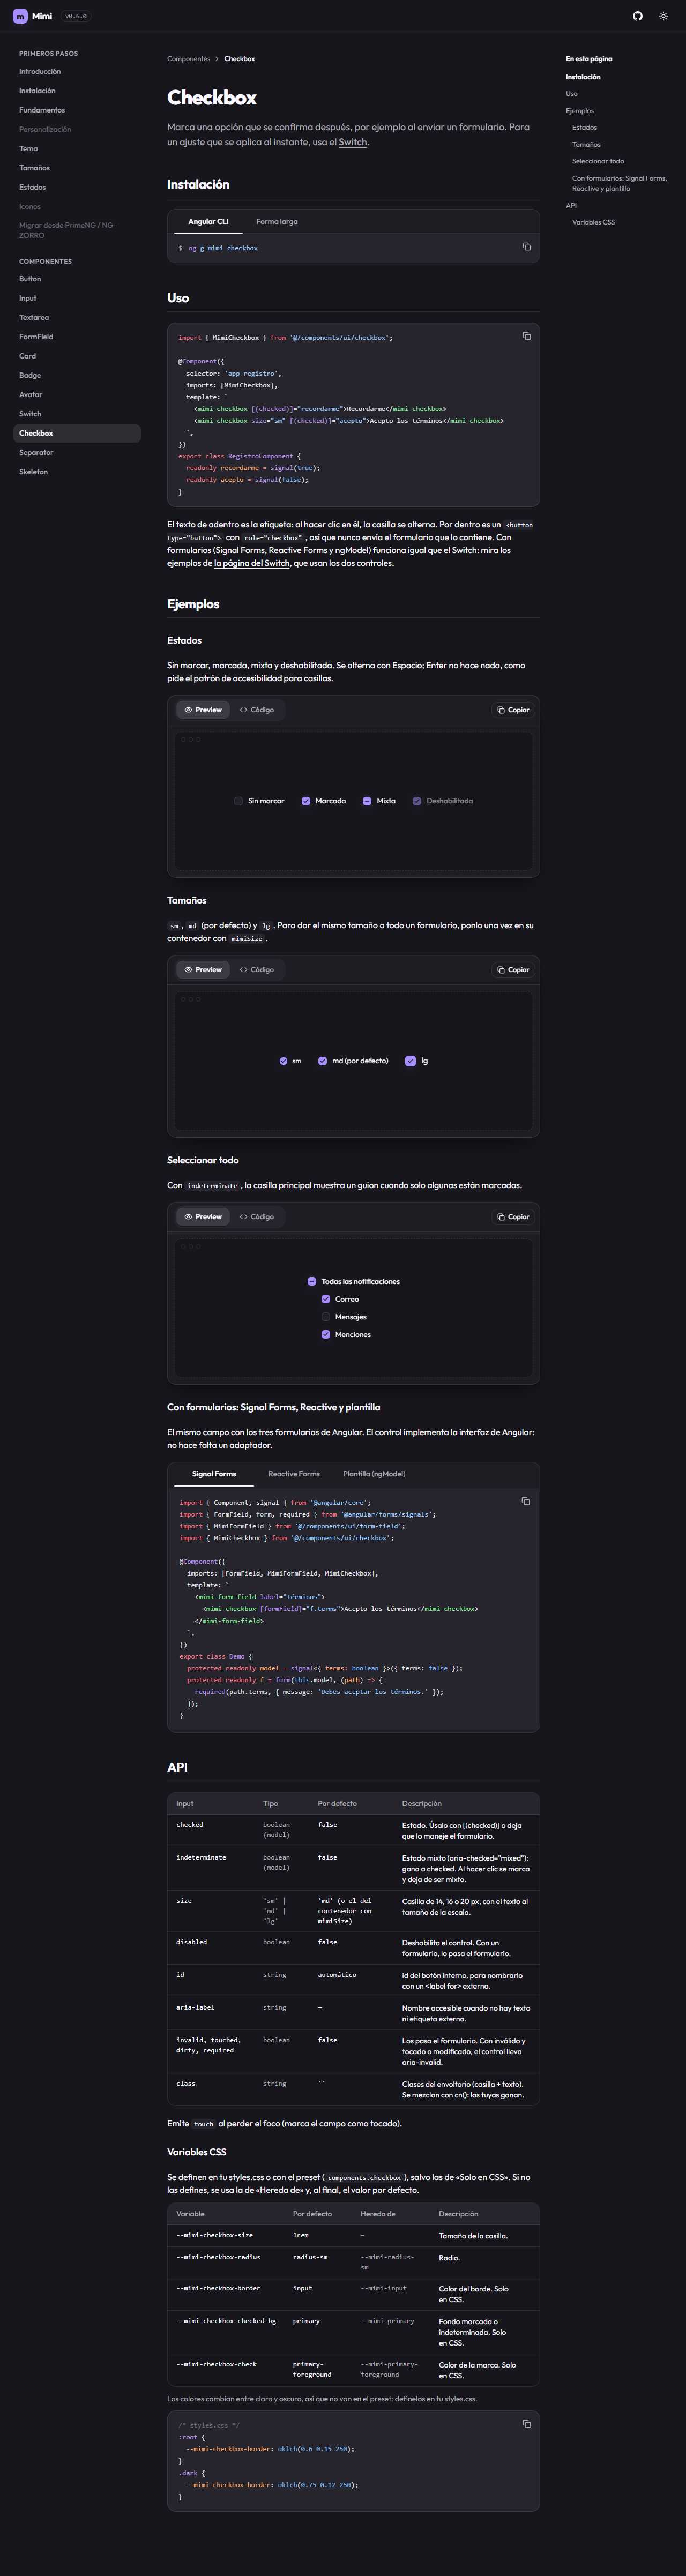 m Mimi v0.6.0
PRIMEROS PASOS
Introducción
Instalación
Fundamentos
Personalización
Tema
Tamaños
Estados
Iconos
Migrar desde PrimeNG / NG-
ZORRO
COMPONENTES
Button
Input
Textarea
FormField
Card
Badge
Avatar
Switch
Checkbox
Separator
Skeleton
Componentes > Checkbox
Checkbox
Marca una opción que se confirma después, por ejemplo al enviar un formulario. Para
un ajuste que se aplica al instante, usa el Switch.
Instalación
Angular CLI Forma larga
$ ng g mimi checkbox
Uso
import { MimiCheckbox } from '@/components/ui/checkbox';
@Component({
selector: 'app-registro',
imports: [MimiCheckbox],
template: `
<mimi-checkbox [(checked)]="recordarme">Recordarme</mimi-checkbox>
<mimi-checkbox size="sm" [(checked)]="acepto">Acepto los términos</mimi-checkbox>
`,
})
export class RegistroComponent {
readonly recordarme = signal(true);
readonly acepto = signal(false);
}
El texto de adentro es la etiqueta: al hacer clic en él, la casilla se alterna. Por dentro es un <button
type="button"> con role="checkbox", así que nunca envía el formulario que lo contiene. Con
formularios (Signal Forms, Reactive Forms y ngModel) funciona igual que el Switch: mira los
ejemplos de la página del Switch, que usan los dos controles.
Ejemplos
Estados
Sin marcar, marcada, mixta y deshabilitada. Se alterna con Espacio; Enter no hace nada, como
pide el patrón de accesibilidad para casillas.
Preview Código Copiar
Sin marcar Marcada Mixta Deshabilitada
Tamaños
sm, md (por defecto) y lg. Para dar el mismo tamaño a todo un formulario, ponlo una vez en su
contenedor con mimiSize.
Preview Código Copiar
sm md (por defecto) lg
Seleccionar todo
Con indeterminate, la casilla principal muestra un guion cuando solo algunas están marcadas.
Preview Código Copiar
Todas las notificaciones
Correo
Mensajes
Menciones
Con formularios: Signal Forms, Reactive y plantilla
El mismo campo con los tres formularios de Angular. El control implementa la interfaz de Angular:
no hace falta un adaptador.
Signal Forms Reactive Forms Plantilla (ngModel)
import { Component, signal } from '@angular/core';
import { FormField, form, required } from '@angular/forms/signals';
import { MimiFormField } from '@/components/ui/form-field';
import { MimiCheckbox } from '@/components/ui/checkbox';
@Component({
imports: [FormField, MimiFormField, MimiCheckbox],
template: `
<mimi-form-field label="Términos">
<mimi-checkbox [formField]="f.terms">Acepto los términos</mimi-checkbox>
</mimi-form-field>
`,
})
export class Demo {
protected readonly model = signal<{ terms: boolean }>({ terms: false });
protected readonly f = form(this.model, (path) => {
required(path.terms, { message: 'Debes aceptar los términos.' });
});
}
API
Input Tipo Por defecto Descripción
checked boolean (model) false Estado. Úsalo con [(checked)] o deja
que lo maneje el formulario.
indeterminate boolean (model) false Estado mixto (aria-checked="mixed"):
gana a checked. Al hacer clic se marca
y deja de ser mixto.
size 'sm' | 'md' | 'lg' 'md' (o el del contenedor con mimiSize) Casilla de 14, 16 o 20 px, con el texto al
tamaño de la escala.
disabled boolean false Deshabilita el control. Con un
formulario, lo pasa el formulario.
id string automático id del botón interno, para nombrarlo
con un <label for> externo.
aria-label string — Nombre accesible cuando no hay texto
ni etiqueta externa.
invalid, touched, dirty, required boolean false Los pasa el formulario. Con inválido y
tocado o modificado, el control lleva
aria-invalid.
class string '' Clases del envoltorio (casilla + texto).
Se mezclan con cn(): las tuyas ganan.
Emite touch al perder el foco (marca el campo como tocado).
Variables CSS
Se definen en tu styles.css o con el preset (components.checkbox), salvo las de «Solo en CSS». Si no
las defines, se usa la de «Hereda de» y, al final, el valor por defecto.
Variable Por defecto Hereda de Descripción
--mimi-checkbox-size 1rem — Tamaño de la casilla.
--mimi-checkbox-radius radius-sm --mimi-radius-sm Radio.
--mimi-checkbox-border input --mimi-input Color del borde. Solo
en CSS.
--mimi-checkbox-checked-bg primary --mimi-primary Fondo marcada o
indeterminada. Solo
en CSS.
--mimi-checkbox-check primary-foreground --mimi-primary-foreground Color de la marca. Solo
en CSS.
Los colores cambian entre claro y oscuro, así que no van en el preset: defínelos en tu styles.css.
/* styles.css */
:root {
--mimi-checkbox-border: oklch(0.6 0.15 250);
}
.dark {
--mimi-checkbox-border: oklch(0.75 0.12 250);
}
En esta página
Instalación
Uso
Ejemplos
Estados
Tamaños
Seleccionar todo
Con formularios: Signal Forms,
Reactive y plantilla
API
Variables CSS